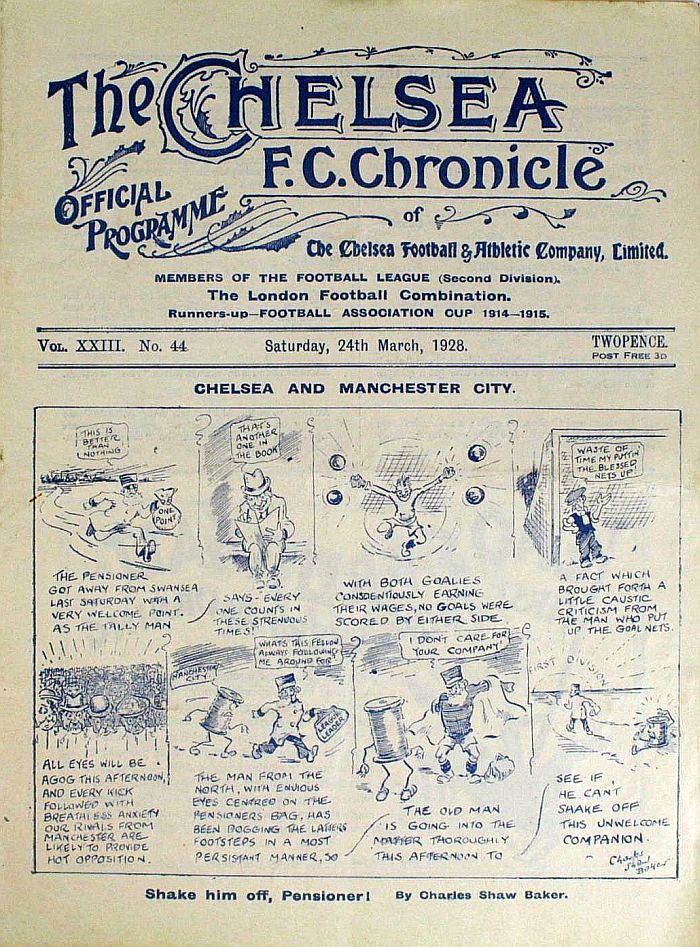 The CHELSEA
F.C. Chronicle
OFFICIAL
PROGRAMME
of
The Chelsea Football & Athletic Company, Limited.
MEMBERS OF THE FOOTBALL LEAGUE (Second Division).
The London Football Combination.
Runners-up—FOOTBALL ASSOCIATION CUP 1914—1915.
VOL. XXIII. No. 44
Saturday, 24th March, 1928.
TWOPENCE.
POST FREE 3D
CHELSEA AND MANCHESTER CITY.
THIS IS
BETTER
THAN
NOTHING
ONE
POINT
THE PENSIONER
GOT AWAY FROM SWANSEA
LAST SATURDAY WITH A
VERY WELCOME POINT.
AS THE TALLY MAN
THAT'S
ANOTHER
ONE IN
THE BOOK
SAYS- EVERY
ONE COUNTS IN
THESE STRENUOUS
TIMES!
WITH BOTH GOALIES
CONSCIENTIOUSLY EARNING
THEIR WAGES, NO GOALS WERE
SCORED BY EITHER SIDE.
WASTE OF
TIME MY PUTTIN'
THE BLESSED
NETS UP
A FACT WHICH
BROUGHT FORTH A
LITTLE CAUSTIC
CRITICISM FROM
THE MAN WHO PUT
UP THE GOAL NETS.
ALL EYES WILL BE
AGOG THIS AFTERNOON,
AND EVERY KICK
FOLLOWED WITH
BREATHLESS ANXIETY
OUR RIVALS FROM
MANCHESTER ARE
LIKELY TO PROVIDE
HOT OPPOSITION.
WHATS THIS FELLOW
ALWAYS FOLLOWING
ME AROUND FOR
MANCHESTER
CITY
LEAGUE
LEADER
THE MAN FROM THE
NORTH, WITH ENVIOUS
EYES CENTRED ON THE
PENSIONERS BAG, HAS
BEEN DOGGING THE LATTERS
FOOTSTEPS IN A MOST
PERSISTANT MANNER, SO
I DON'T CARE FOR
YOUR COMPANY
THE OLD MAN
IS GOING INTO THE
MATTER THOROUGHLY
THIS AFTERNOON TO
FIRST DIVISION
SEE IF
HE CAN'T
SHAKE OFF
THIS UNWELCOME
COMPANION.
Charles
Shaw
Baker
Shake him off, Pensioner! By Charles Shaw Baker.